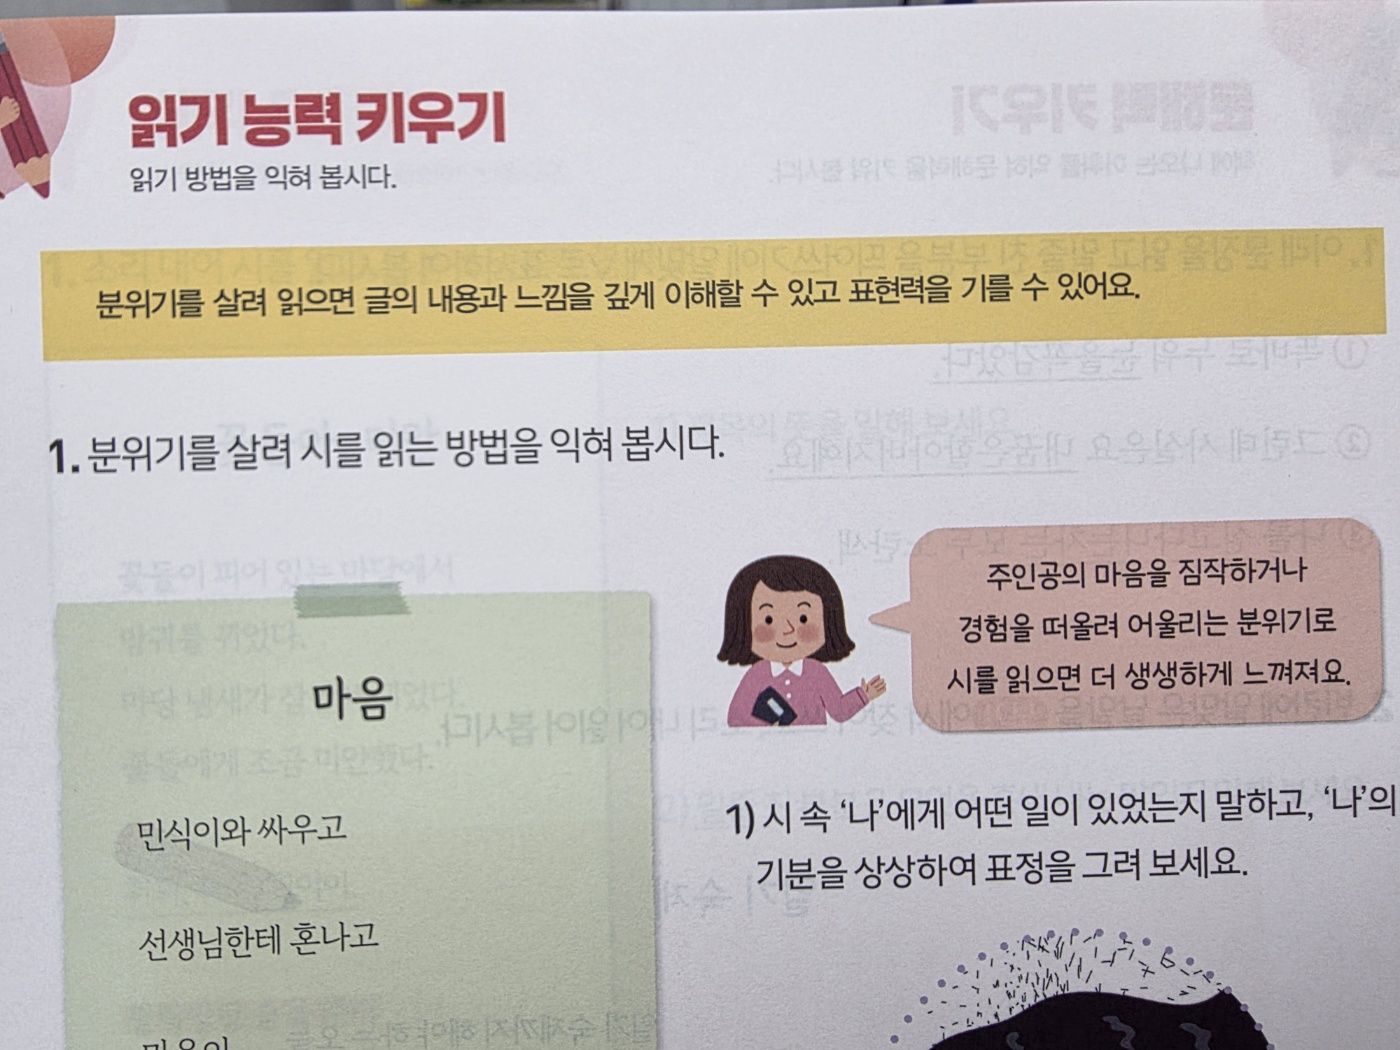 읽기 능력 키우기
읽기 방법을 익혀 봅시다.
분위기를 살려 읽으면 글의 내용과 느낌을 깊게 이해할 수 있고 표현력을 기를 수 있어요.
1. 분위기를 살려 시를 읽는 방법을 익혀 봅시다.
마음
민식이와 싸우고
선생님한테 혼나고
주인공의 마음을 짐작하거나
경험을 떠올려 어울리는 분위기로
시를 읽으면 더 생생하게 느껴져요.
1) 시 속 ‘나’에게 어떤 일이 있었는지 말하고, ‘나’의
기분을 상상하여 표정을 그려 보세요.